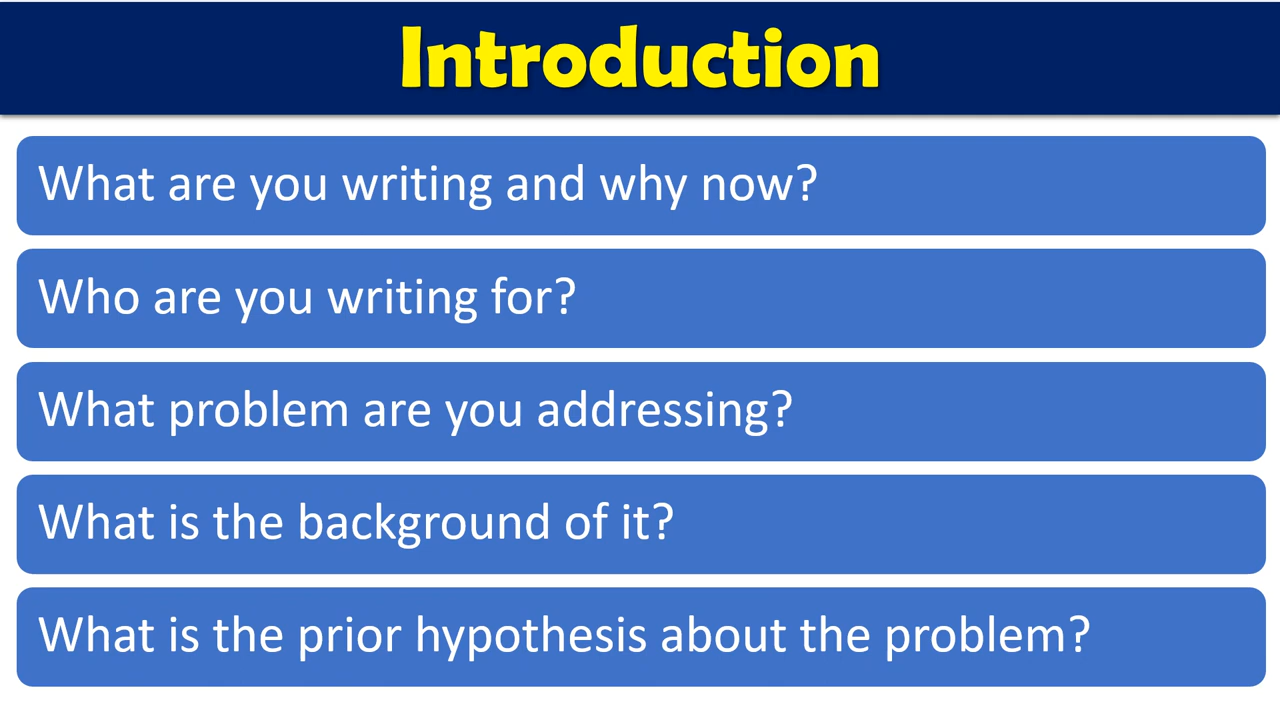 Introduction
What are you writing and why now?
Who are you writing for?
What problem are you addressing?
What is the background of it?
What is the prior hypothesis about the problem?